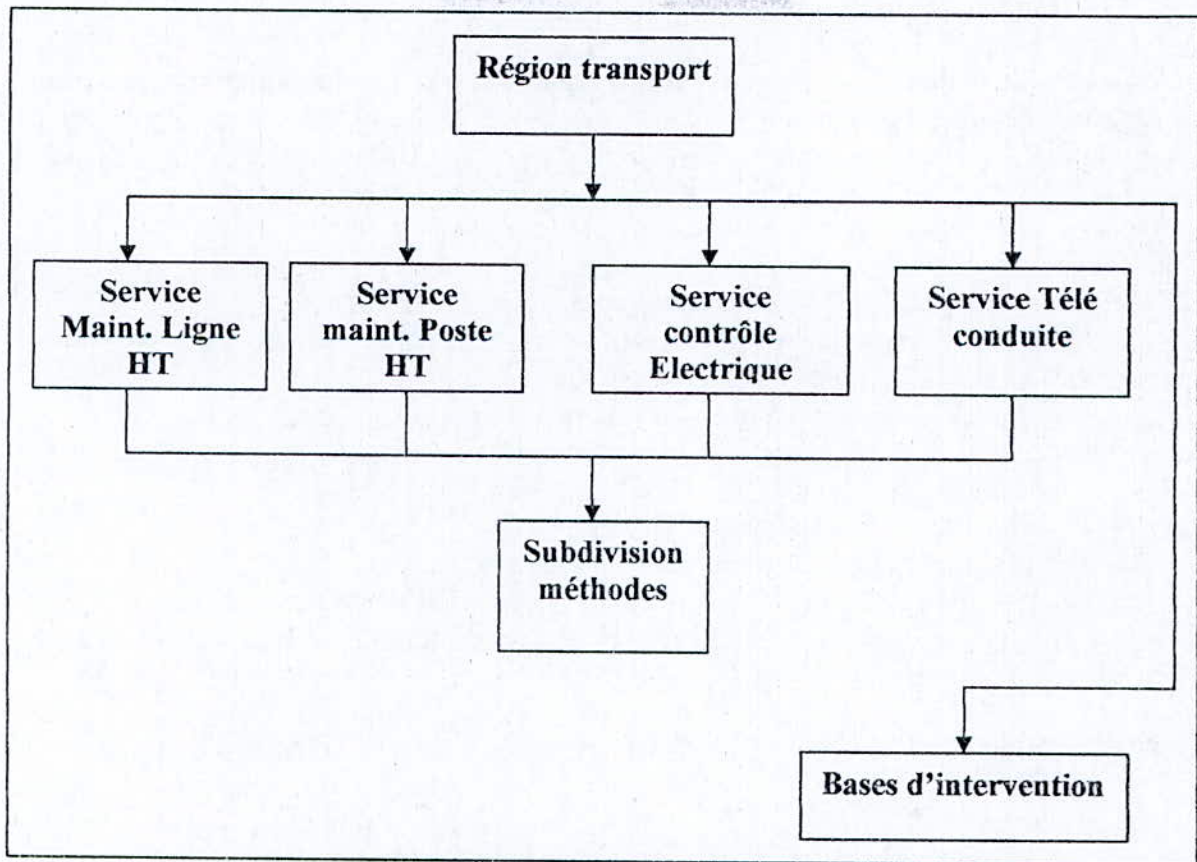 Région transport
Service
Maint. Ligne
HT
Service
maint. Poste
HT
Service
contrôle
Electrique
Service Télé
conduite
Subdivision
méthodes
Bases d'intervention